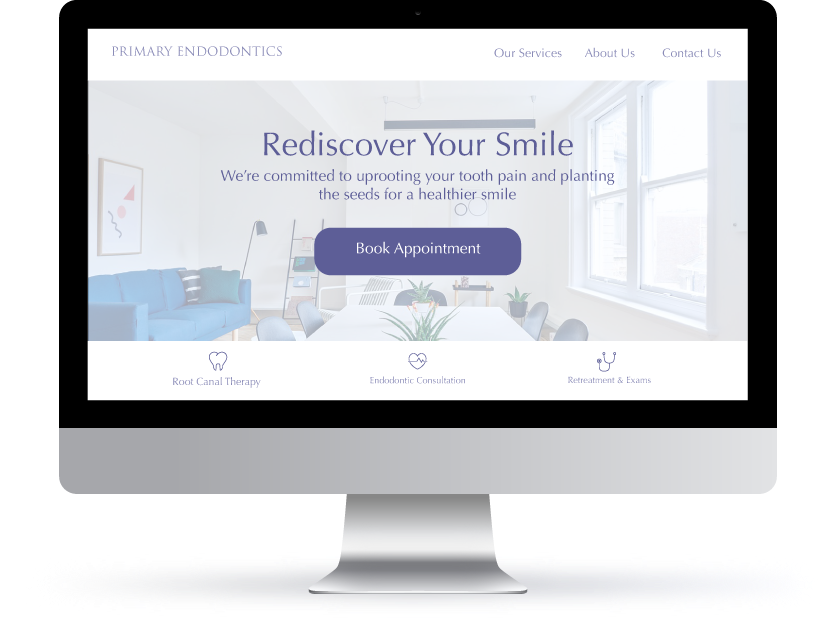 PRIMARY ENDODONTICS
Our Services
About Us
Contact Us
Rediscover Your Smile
We’re committed to uprooting your tooth pain and planting
the seeds for a healthier smile
Book Appointment
Root Canal Therapy
Endodontic Consultation
Retreatment & Exams